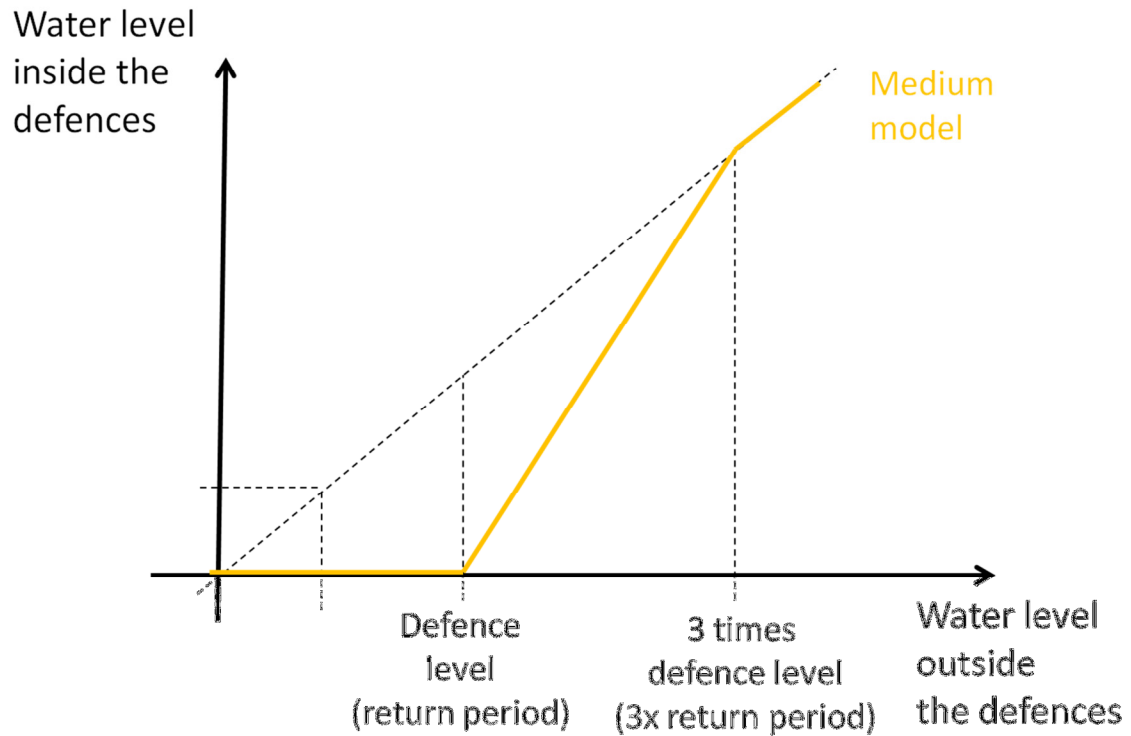 Water level
inside the
defences
Medium
model
Defence
level
(return period)
3 times
defence level
(3x return period)
Water level
outside
the defences